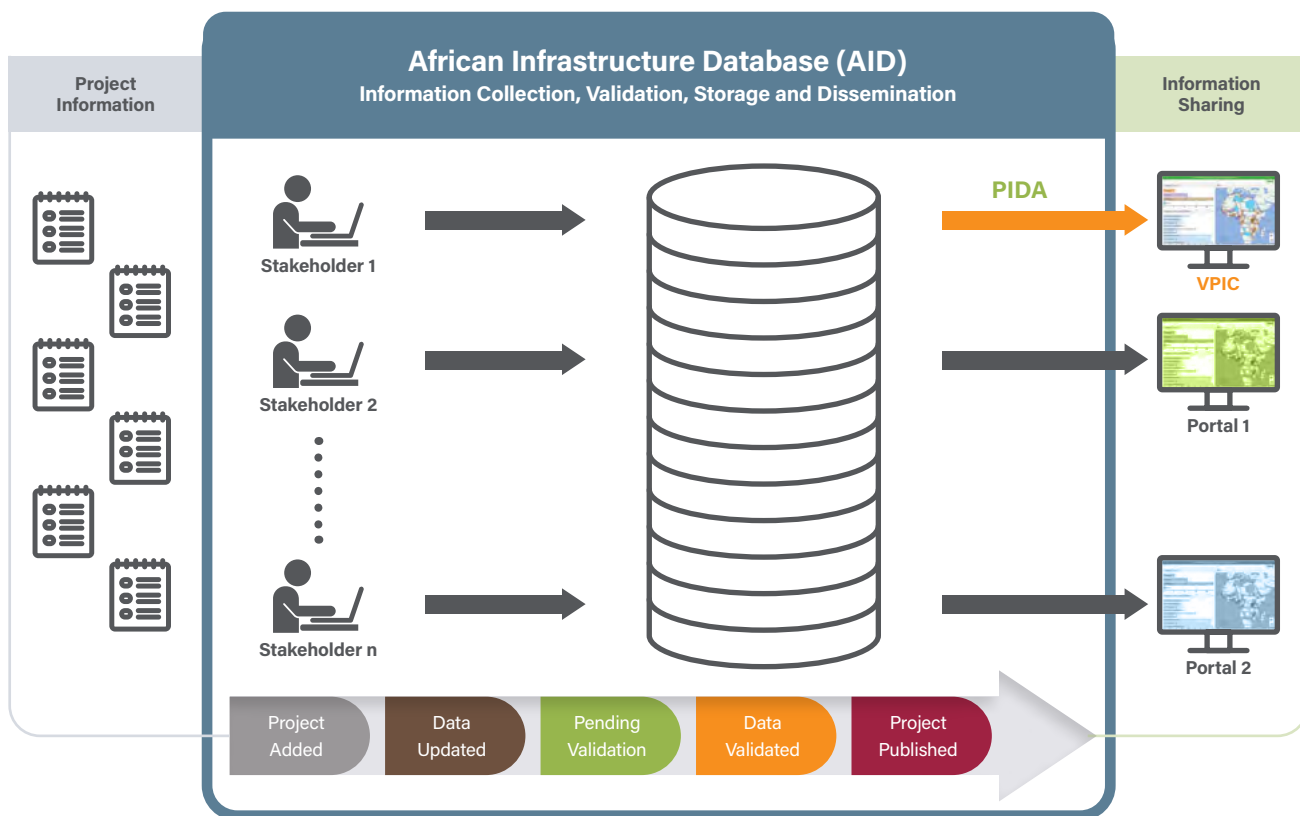 African Infrastructure Database (AID)
Information Collection, Validation, Storage and Dissemination
Project
Information
Information
Sharing
Stakeholder 1
Stakeholder 2
Stakeholder n
PIDA
VPIC
Portal 1
Portal 2
Project
Added
Data
Updated
Pending
Validation
Data
Validated
Project
Published